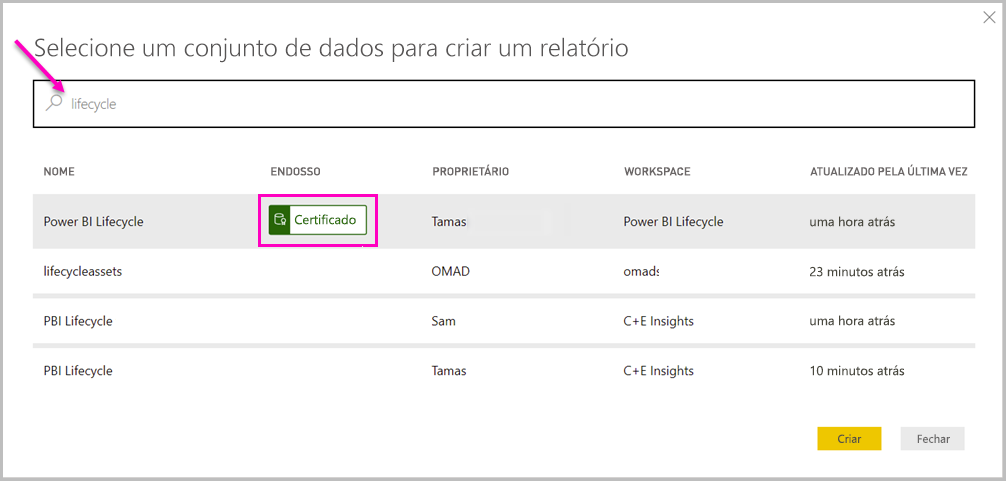 Selecione um conjunto de dados para criar um relatório
lifecycle
NOME ENDOSSO PROPRIETÁRIO WORKSPACE ATUALIZADO PELA ÚLTIMA VEZ
Power BI Lifecycle Certificado Tamas Power BI Lifecycle uma hora atrás
lifecycleassets OMAD omads 23 minutos atrás
PBI Lifecycle Sam C+E Insights uma hora atrás
PBI Lifecycle Tamas C+E Insights 10 minutos atrás
Criar Fechar